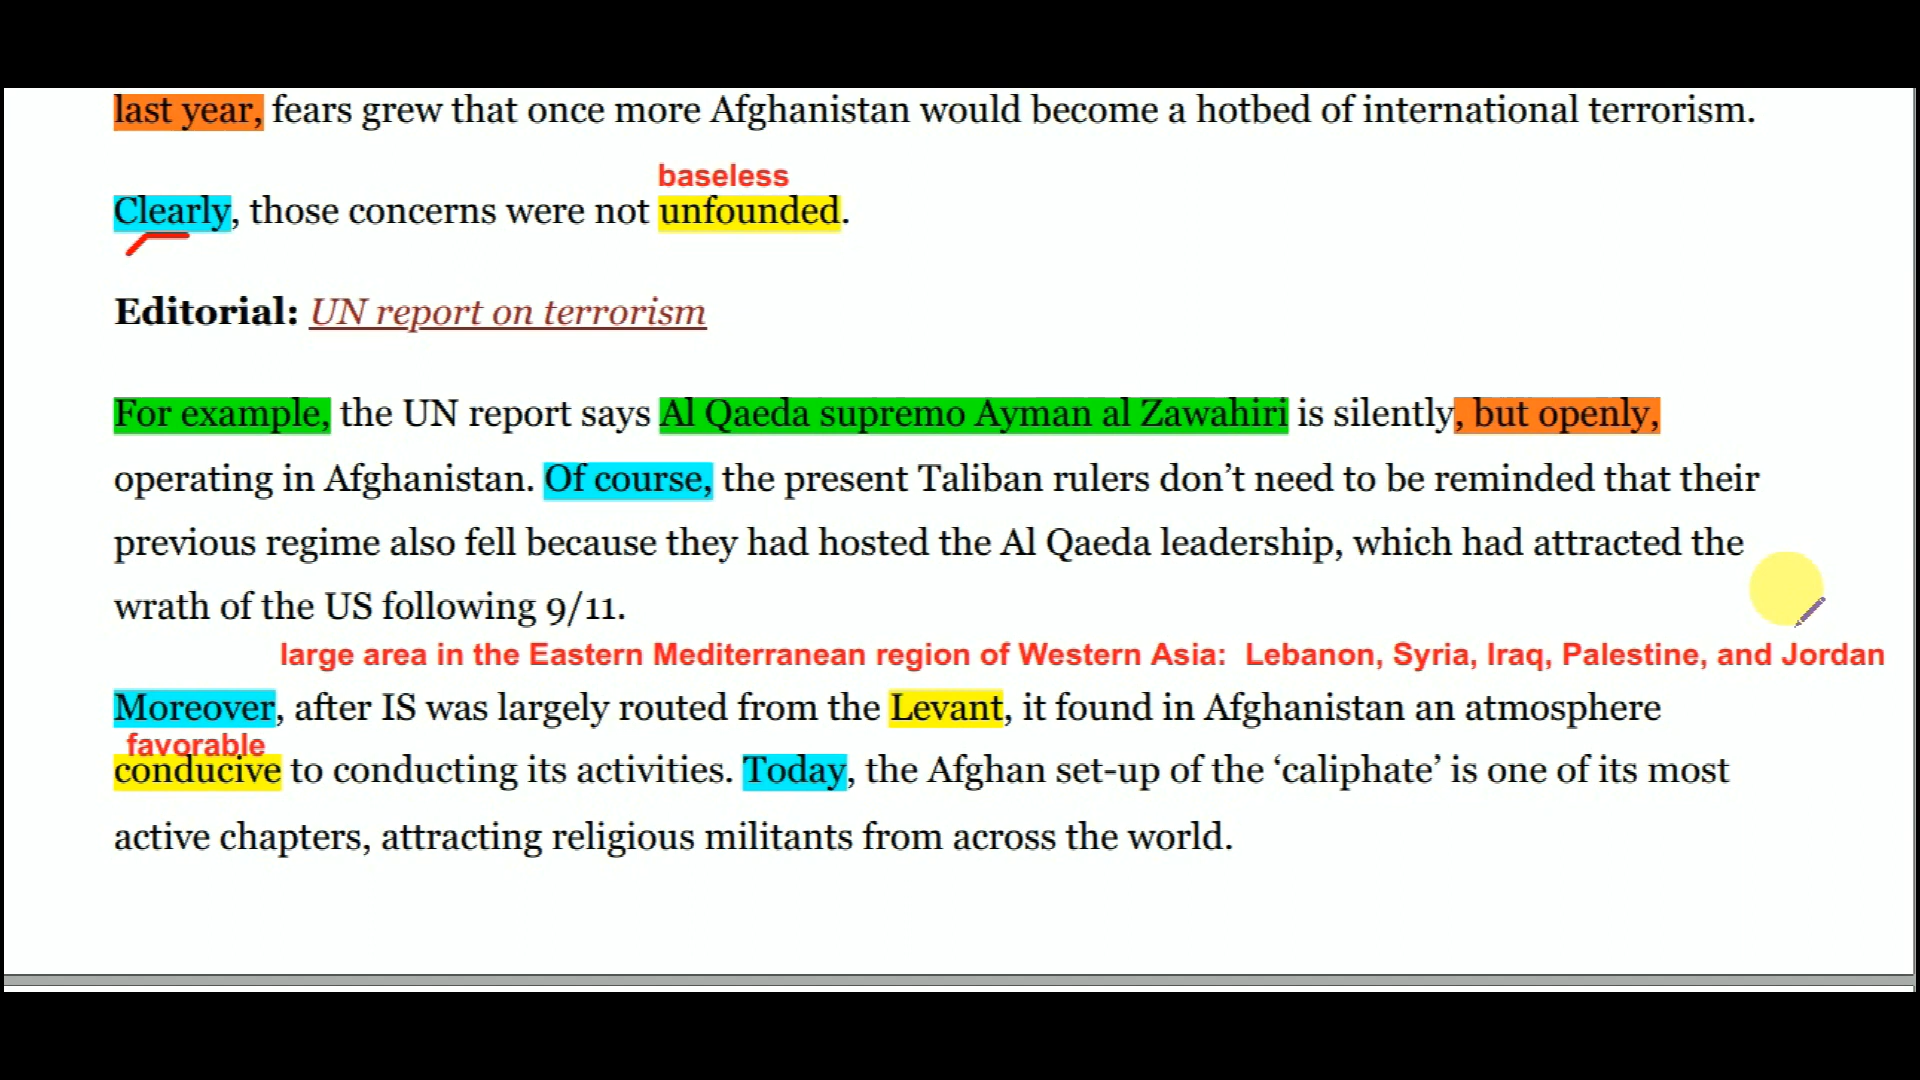 last year, fears grew that once more Afghanistan would become a hotbed of international terrorism.
baseless
Clearly, those concerns were not unfounded.
Editorial: UN report on terrorism
For example, the UN report says Al Qaeda supremo Ayman al Zawahiri is silently, but openly,
operating in Afghanistan. Of course, the present Taliban rulers don’t need to be reminded that their
previous regime also fell because they had hosted the Al Qaeda leadership, which had attracted the
wrath of the US following 9/11.
large area in the Eastern Mediterranean region of Western Asia: Lebanon, Syria, Iraq, Palestine, and Jordan
Moreover, after IS was largely routed from the Levant, it found in Afghanistan an atmosphere
favorable
conducive to conducting its activities. Today, the Afghan set-up of the ‘caliphate’ is one of its most
active chapters, attracting religious militants from across the world.